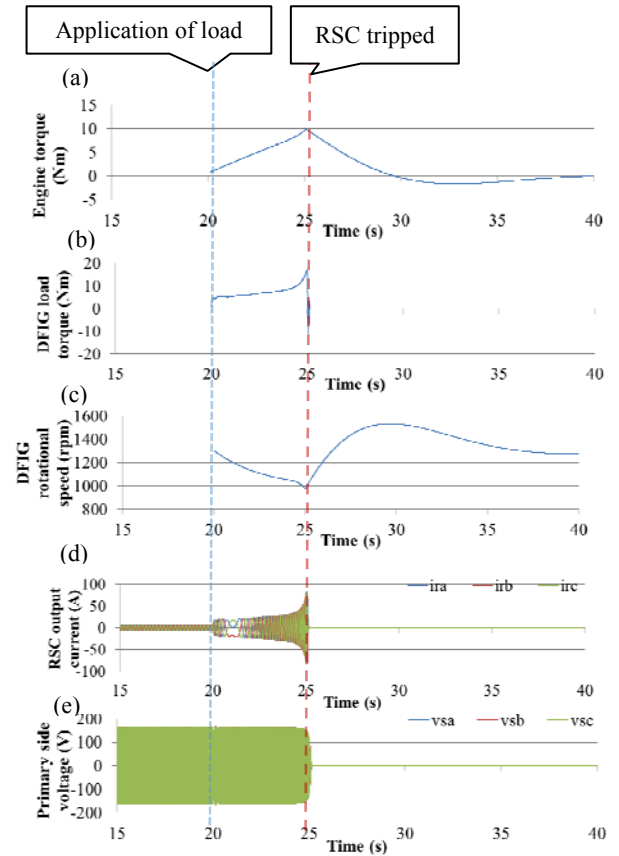 Application of load
RSC tripped
(a)
Engine torque
(Nm)
15
10
5
0
-5
15 20 25 30 35 40
Time (s)
(b)
DFIG load
torque (Nm)
20
10
0
-10
-20
15 20 25 30 35 40
Time (s)
(c)
DFIG
rotational
speed (rpm)
1600
1400
1200
1000
800
15 20 25 30 35 40
Time (s)
(d)
RSC output
current (A)
100
50
0
-50
-100
ira irb irc
15 20 25 30 35 40
Time (s)
(e)
Primary side
voltage (V)
200
100
0
-100
-200
vsa vsb vsc
15 20 25 30 35 40
Time (s)